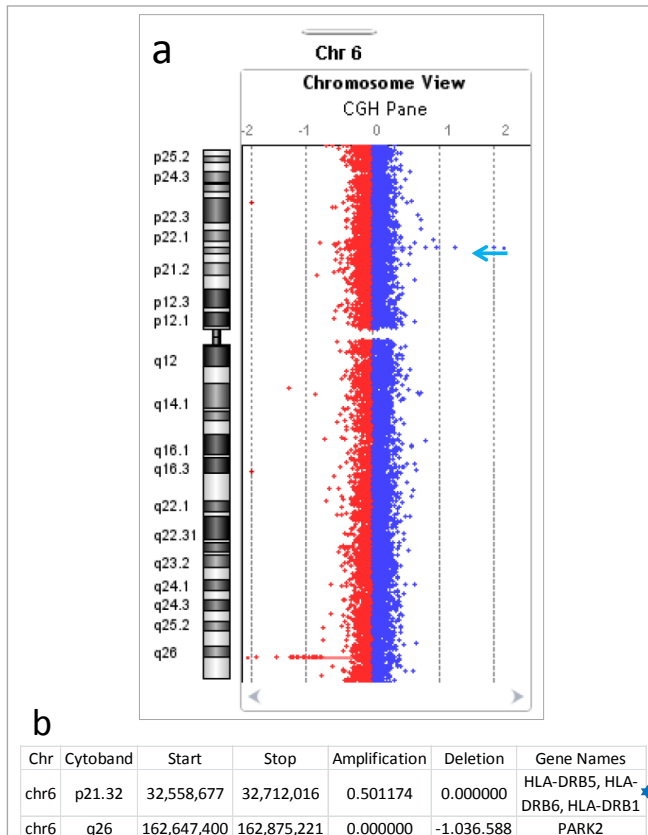 a
Chr 6
Chromosome View
CGH Pane
-2 -1 0 1 2
p25.2
p24.3
p22.3
p22.1
p21.2
p12.3
p12.1
q12
q14.1
q16.1
q16.3
q22.1
q22.31
q23.2
q24.1
q24.3
q25.2
q26
b
Chr Cytoband Start Stop Amplification Deletion Gene Names
chr6 p21.32 32,558,677 32,712,016 0.501174 0.000000 HLA-DRB5, HLA-
DRB6, HLA-DRB1
chr6 q26 162,647,400 162,875,221 0.000000 -1.036.588 PARK2